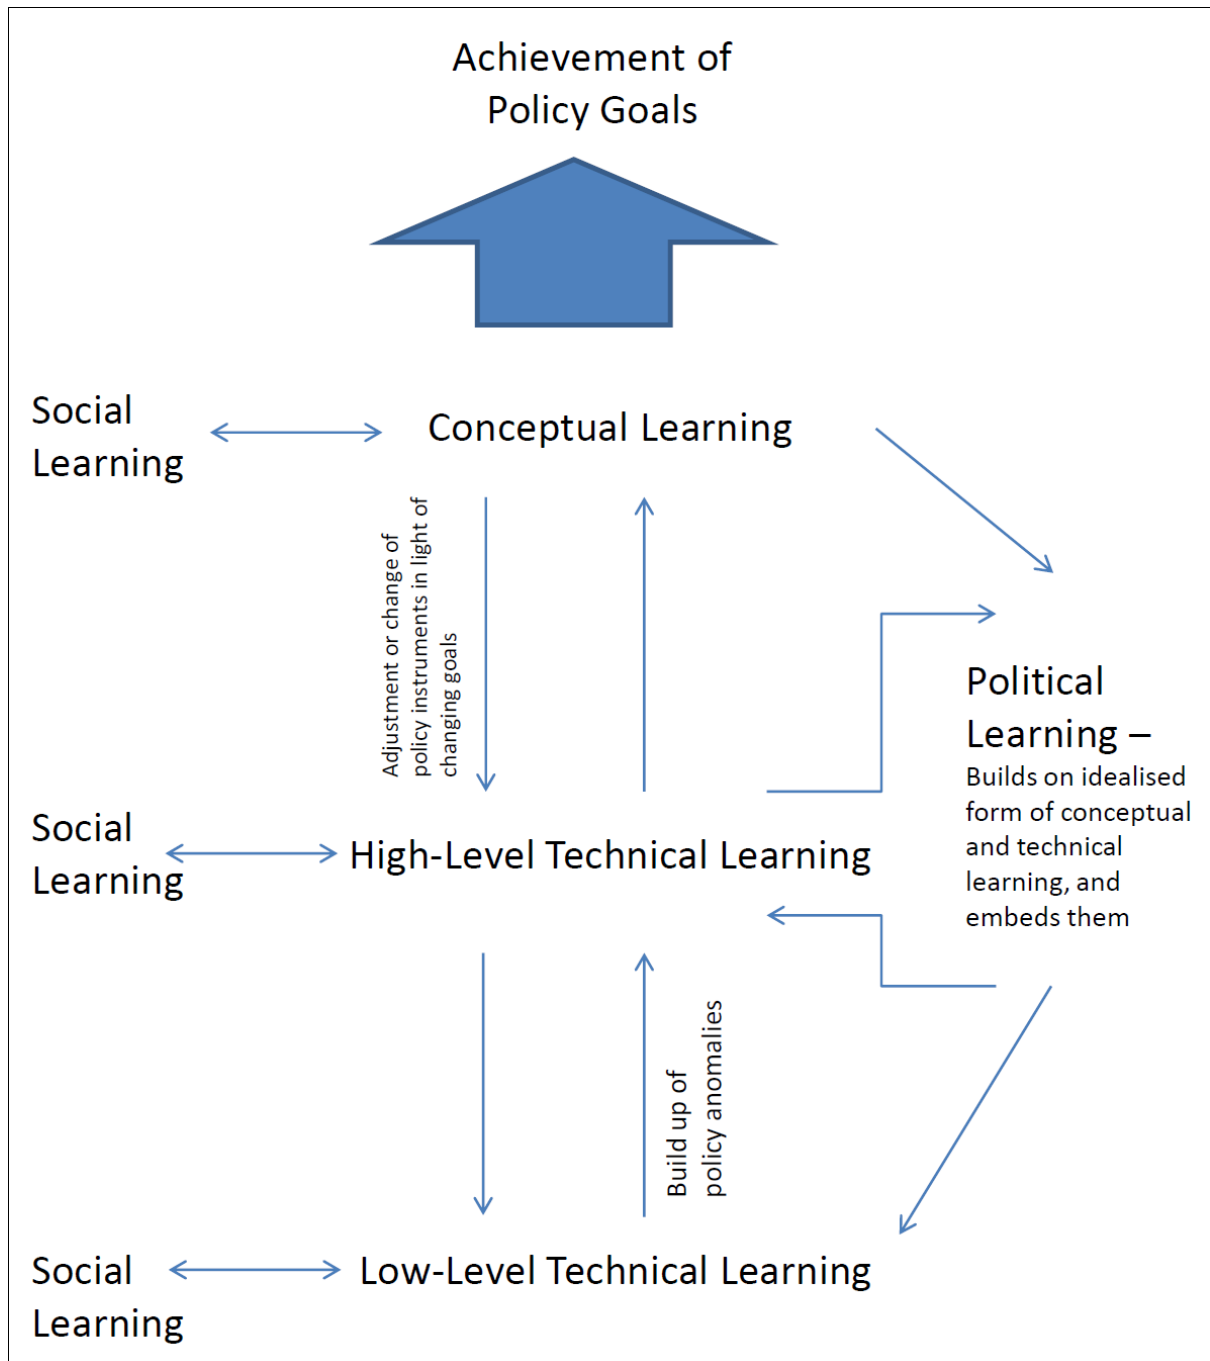 Achievement of
Policy Goals
Social
Learning
Conceptual Learning
Adjustment or change of
policy instruments in light of
changing goals
Political
Learning –
Builds on idealised
form of conceptual
and technical
learning, and
embeds them
Social
Learning
High-Level Technical Learning
Build up of
policy anomalies
Social
Learning
Low-Level Technical Learning